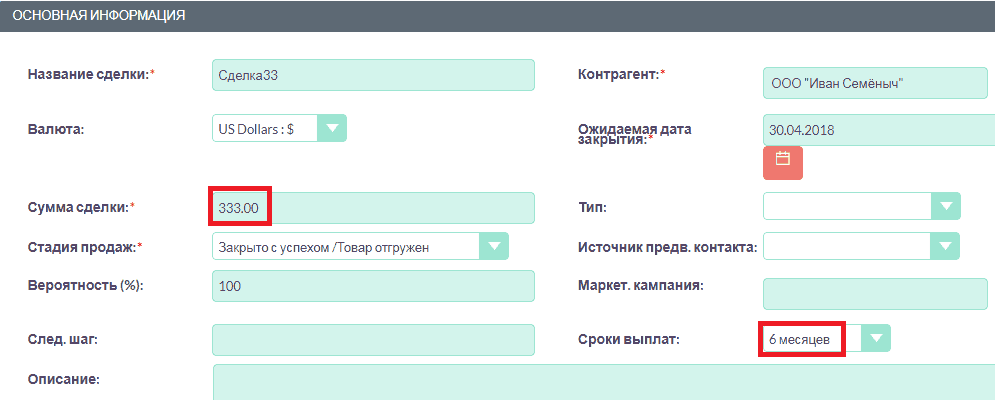 ОСНОВНАЯ ИНФОРМАЦИЯ
Название сделки:* Сделка33 Контрагент:* ООО "Иван Семёныч"
Валюта: US Dollars : $ Ожидаемая дата
закрытия:* 30.04.2018
Сумма сделки:* 333.00 Тип:
Стадия продаж:* Закрыто с успехом /Товар отгружен Источник предв. контакта:
Вероятность (%): 100 Маркет. кампания:
След. шаг: Сроки выплат: 6 месяцев
Описание: